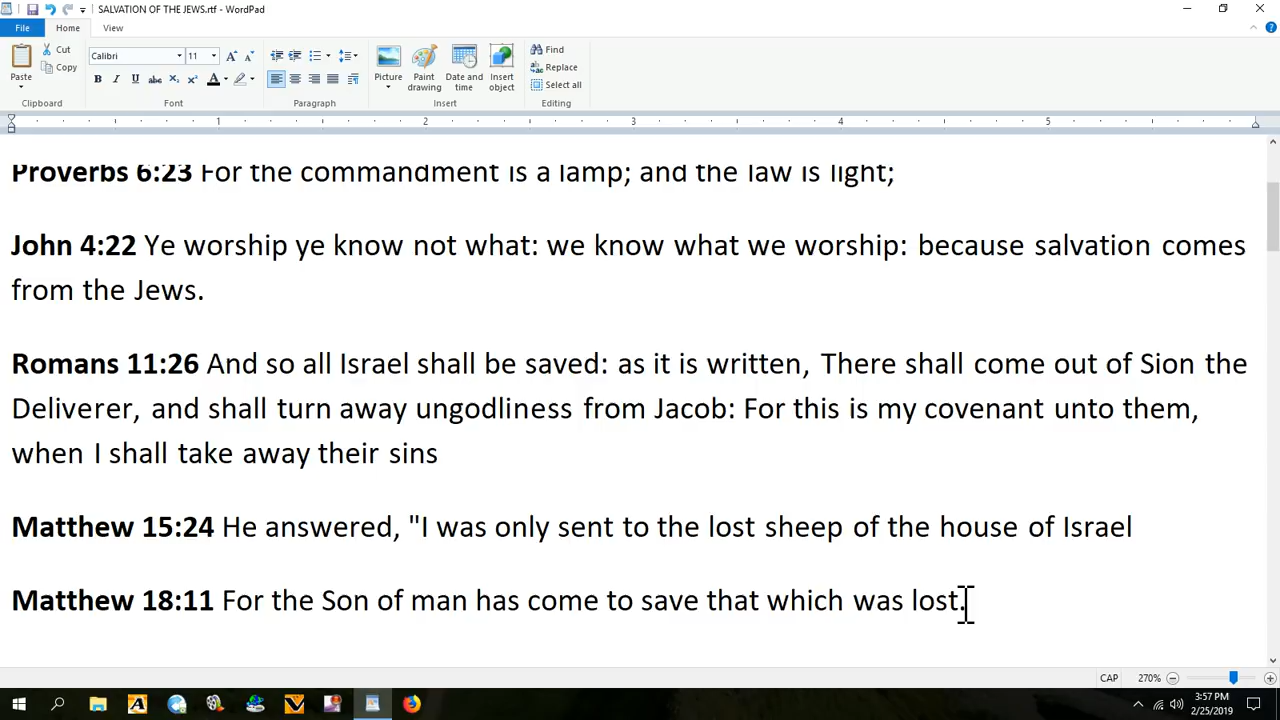 SALVATION OF THE JEWS.rtf - WordPad
File Home View
Cut
Copy
Paste
Calibri 11
Picture
Paint drawing
Date and time
Insert object
Find
Replace
Select all
Clipboard Font Paragraph Insert Editing
1 2 3 4 5
Proverbs 6:23 For the commandment is a lamp; and the law is light;
John 4:22 Ye worship ye know not what: we know what we worship: because salvation comes
from the Jews.
Romans 11:26 And so all Israel shall be saved: as it is written, There shall come out of Sion the
Deliverer, and shall turn away ungodliness from Jacob: For this is my covenant unto them,
when I shall take away their sins
Matthew 15:24 He answered, "I was only sent to the lost sheep of the house of Israel
Matthew 18:11 For the Son of man has come to save that which was lost.
CAP 270%
3:57 PM
2/25/2019